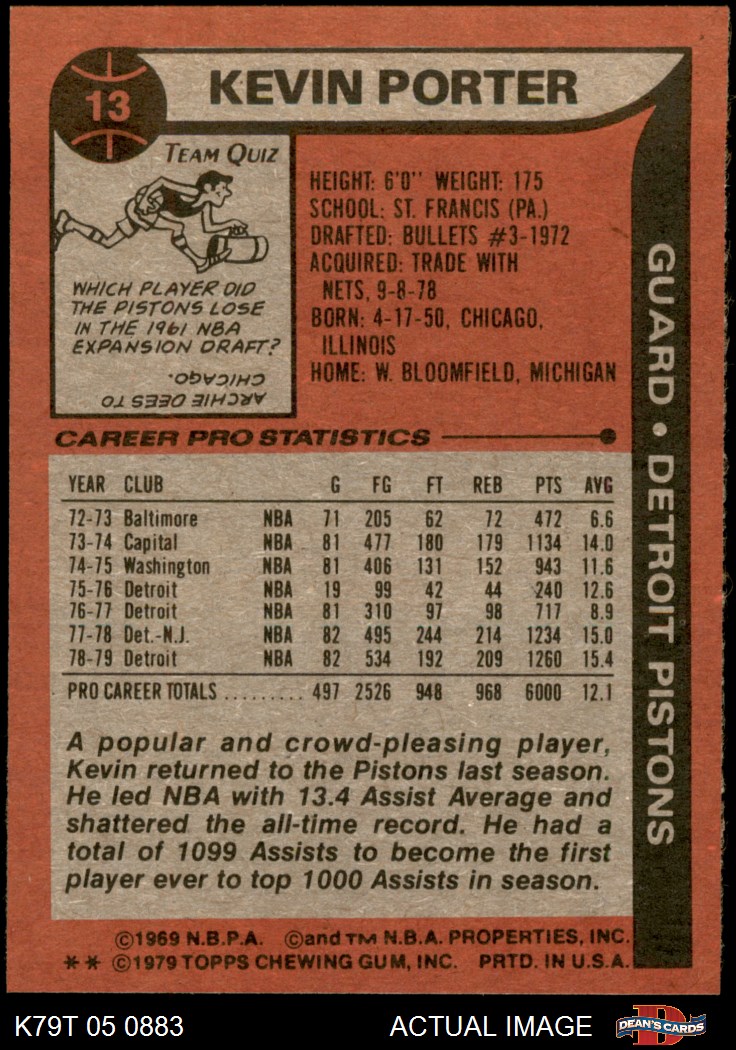 13
KEVIN PORTER
TEAM QUIZ
WHICH PLAYER DID
THE PISTONS LOSE
IN THE 1961 NBA
EXPANSION DRAFT?
ARCHIE DEES TO
CHICAGO.
HEIGHT: 6'0" WEIGHT: 175
SCHOOL: ST. FRANCIS (PA.)
DRAFTED: BULLETS #3-1972
ACQUIRED: TRADE WITH
NETS, 9-8-78
BORN: 4-17-50, CHICAGO,
ILLINOIS
HOME: W. BLOOMFIELD, MICHIGAN
GUARD • DETROIT PISTONS
CAREER PRO STATISTICS
YEAR CLUB G FG FT REB PTS AVG
72-73 Baltimore NBA 71 205 62 72 472 6.6
73-74 Capital NBA 81 477 180 179 1134 14.0
74-75 Washington NBA 81 406 131 152 943 11.6
75-76 Detroit NBA 19 99 42 44 240 12.6
76-77 Detroit NBA 81 310 97 98 717 8.9
77-78 Det.-N.J. NBA 82 495 244 214 1234 15.0
78-79 Detroit NBA 82 534 192 209 1260 15.4
PRO CAREER TOTALS ......... 497 2526 948 968 6000 12.1
A popular and crowd-pleasing player,
Kevin returned to the Pistons last season.
He led NBA with 13.4 Assist Average and
shattered the all-time record. He had a
total of 1099 Assists to become the first
player ever to top 1000 Assists in season.
©1969 N.B.P.A. ©and TM N.B.A. PROPERTIES, INC.
** ©1979 TOPPS CHEWING GUM, INC. PRTD. IN U.S.A.
K79T 05 0883
ACTUAL IMAGE
D
DEAN'S CARDS